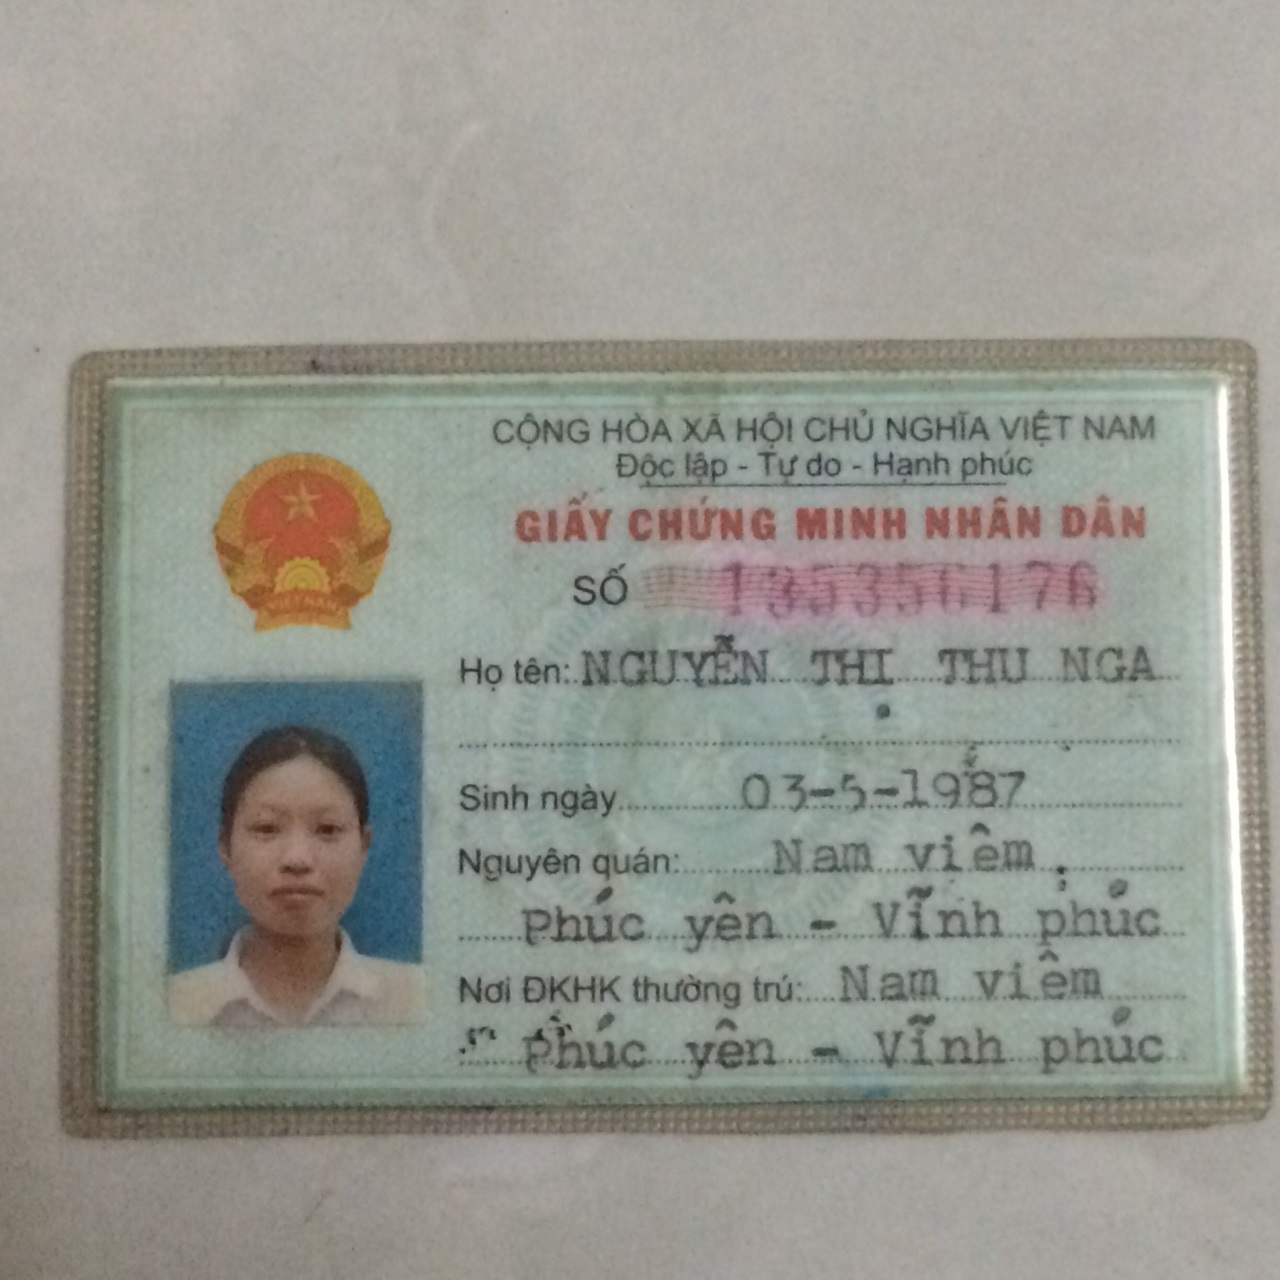 CỘNG HÒA XÃ HỘI CHỦ NGHĨA VIỆT NAM
Độc lập - Tự do - Hạnh phúc
GIẤY CHỨNG MINH NHÂN DÂN
SỐ 135356176
Họ tên: NGUYỄN THỊ THU NGA
Sinh ngày 03-5-1987
Nguyên quán: Nam viêm,
Phúc yên - Vĩnh phúc
Nơi ĐKHK thường trú: Nam viêm
Phúc yên - Vĩnh phúc
VIỆT NAM